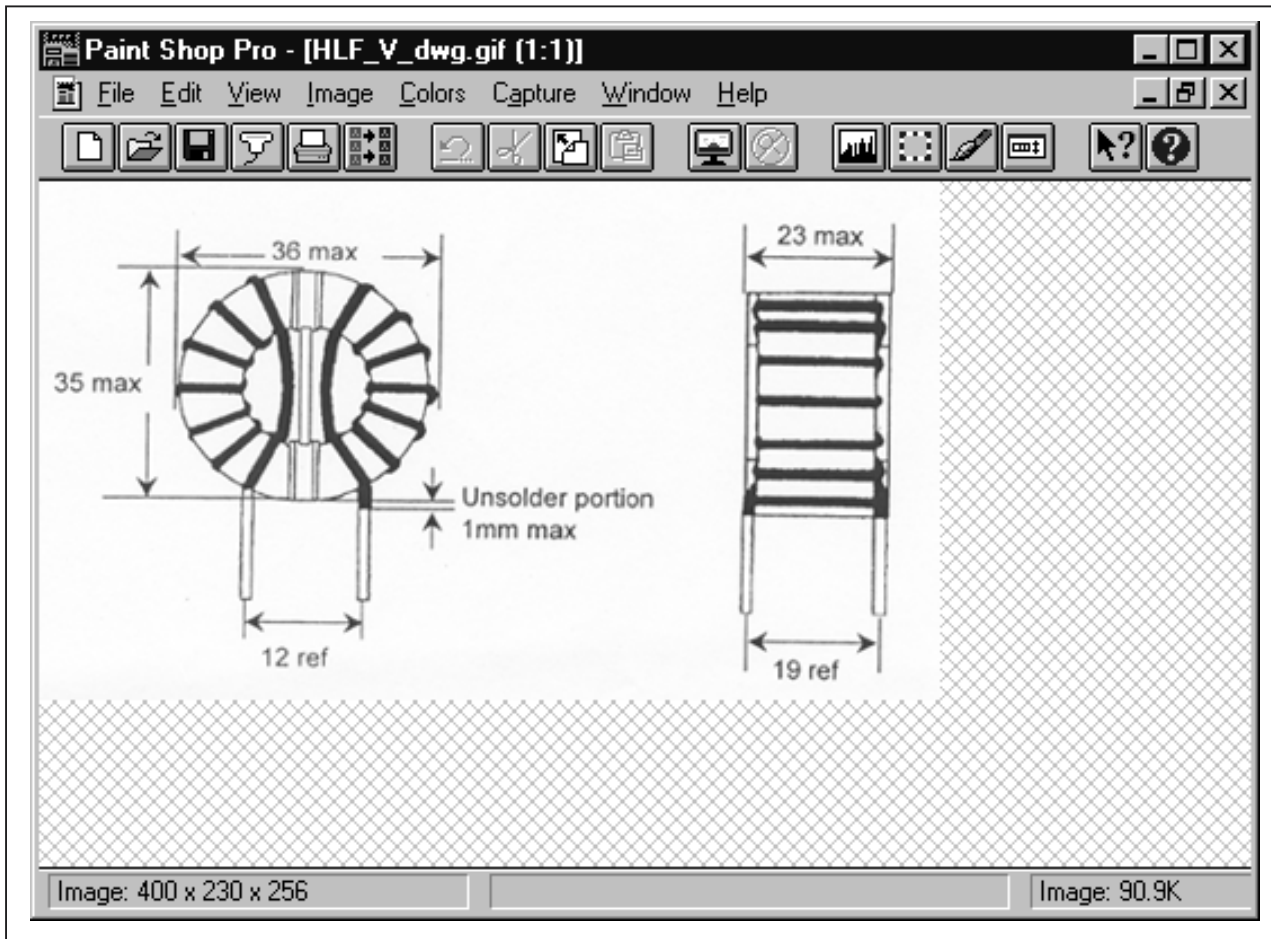 Paint Shop Pro - [HLF_V_dwg.gif (1:1)]
File Edit View Image Colors Capture Window Help
36 max
23 max
35 max
Unsolder portion
1mm max
12 ref
19 ref
Image: 400 x 230 x 256
Image: 90.9K